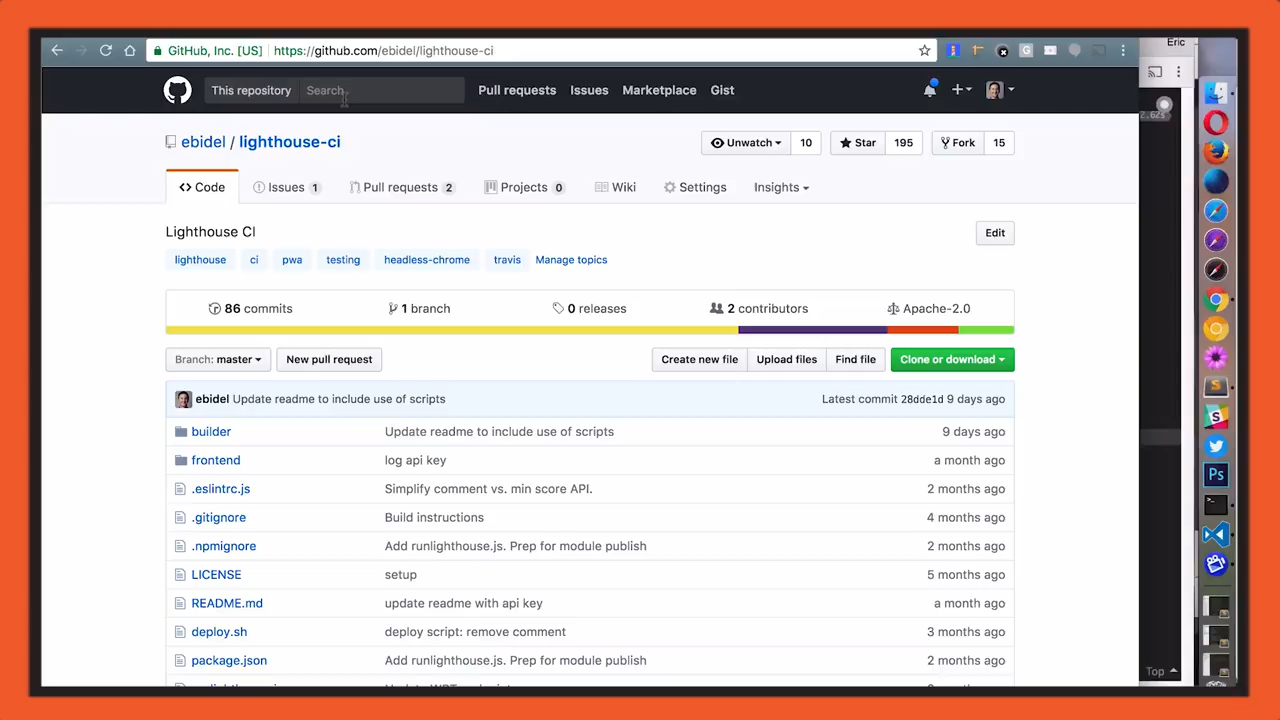 GitHub, Inc. [US] https://github.com/ebidel/lighthouse-ci
Eric
This repository Search Pull requests Issues Marketplace Gist
2.62s
ebidel / lighthouse-ci
Unwatch 10 Star 195 Fork 15
Code Issues 1 Pull requests 2 Projects 0 Wiki Settings Insights
Lighthouse CI
Edit
lighthouse ci pwa testing headless-chrome travis Manage topics
86 commits 1 branch 0 releases 2 contributors Apache-2.0
Branch: master New pull request Create new file Upload files Find file Clone or download
ebidel Update readme to include use of scripts Latest commit 28dde1d 9 days ago
builder Update readme to include use of scripts 9 days ago
frontend log api key a month ago
.eslintrc.js Simplify comment vs. min score API. 2 months ago
.gitignore Build instructions 4 months ago
.npmignore Add runlighthouse.js. Prep for module publish 2 months ago
LICENSE setup 5 months ago
README.md update readme with api key a month ago
deploy.sh deploy script: remove comment 3 months ago
package.json Add runlighthouse.js. Prep for module publish 2 months ago
Top
Ps